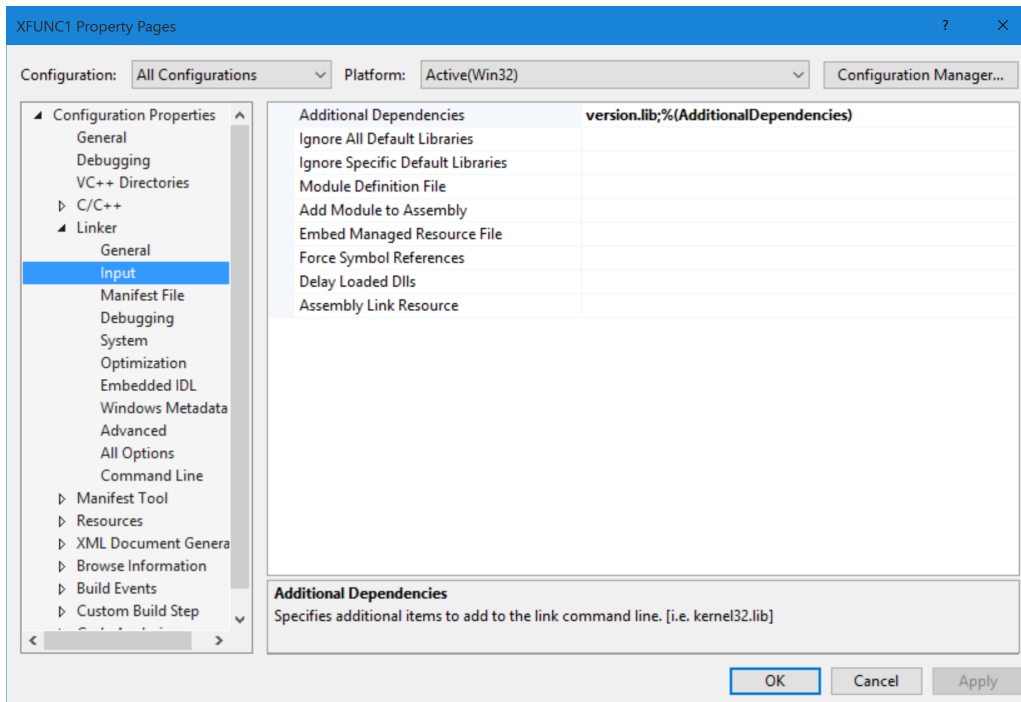 XFUNC1 Property Pages
?
Configuration: All Configurations Platform: Active(Win32) Configuration Manager...
Configuration Properties
General
Debugging
VC++ Directories
C/C++
Linker
General
Input
Manifest File
Debugging
System
Optimization
Embedded IDL
Windows Metadata
Advanced
All Options
Command Line
Manifest Tool
Resources
XML Document Genera
Browse Information
Build Events
Custom Build Step
Additional Dependencies version.lib;%(AdditionalDependencies)
Ignore All Default Libraries
Ignore Specific Default Libraries
Module Definition File
Add Module to Assembly
Embed Managed Resource File
Force Symbol References
Delay Loaded Dlls
Assembly Link Resource
Additional Dependencies
Specifies additional items to add to the link command line. [i.e. kernel32.lib]
OK Cancel Apply